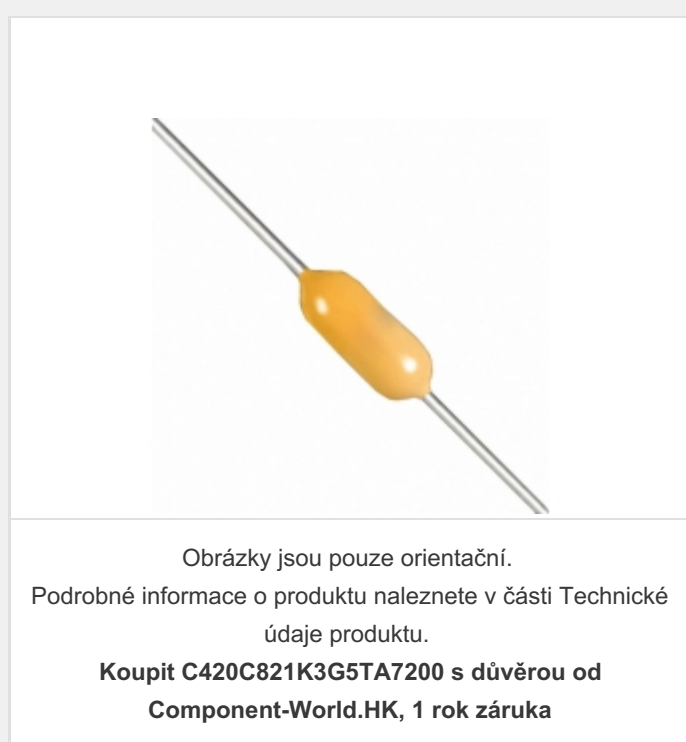 Obrázky jsou pouze orientační.
Podrobné informace o produktu naleznete v části Technické
údaje produktu.
Koupit C420C821K3G5TA7200 s důvěrou od
Component-World.HK, 1 rok záruka